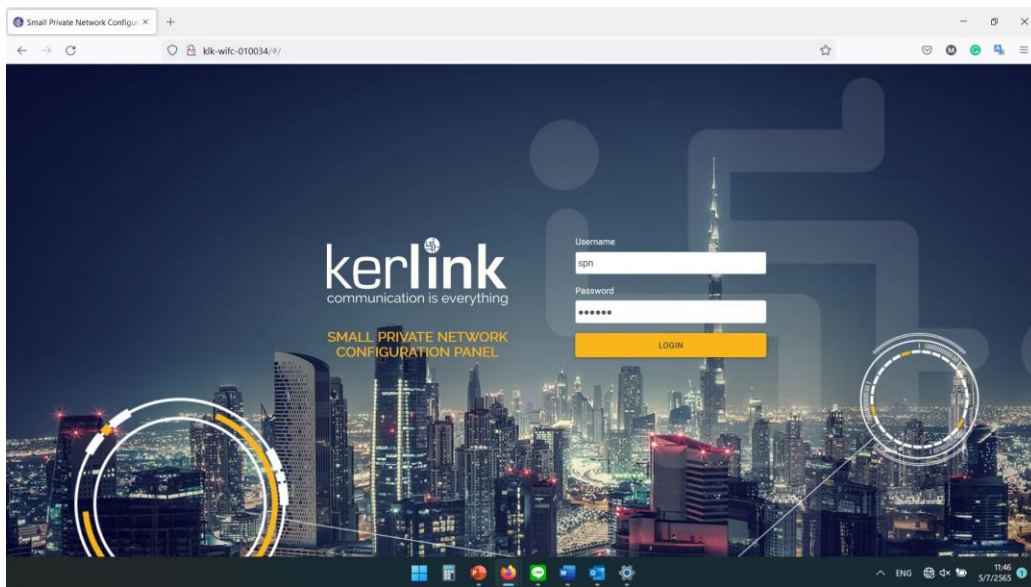 Small Private Network Configur
klk-wifc-010034/#/
kerlink
communication is everything
SMALL PRIVATE NETWORK
CONFIGURATION PANEL
Username
spn
Password
••••••
LOGIN
ENG
11:46
5/7/2565